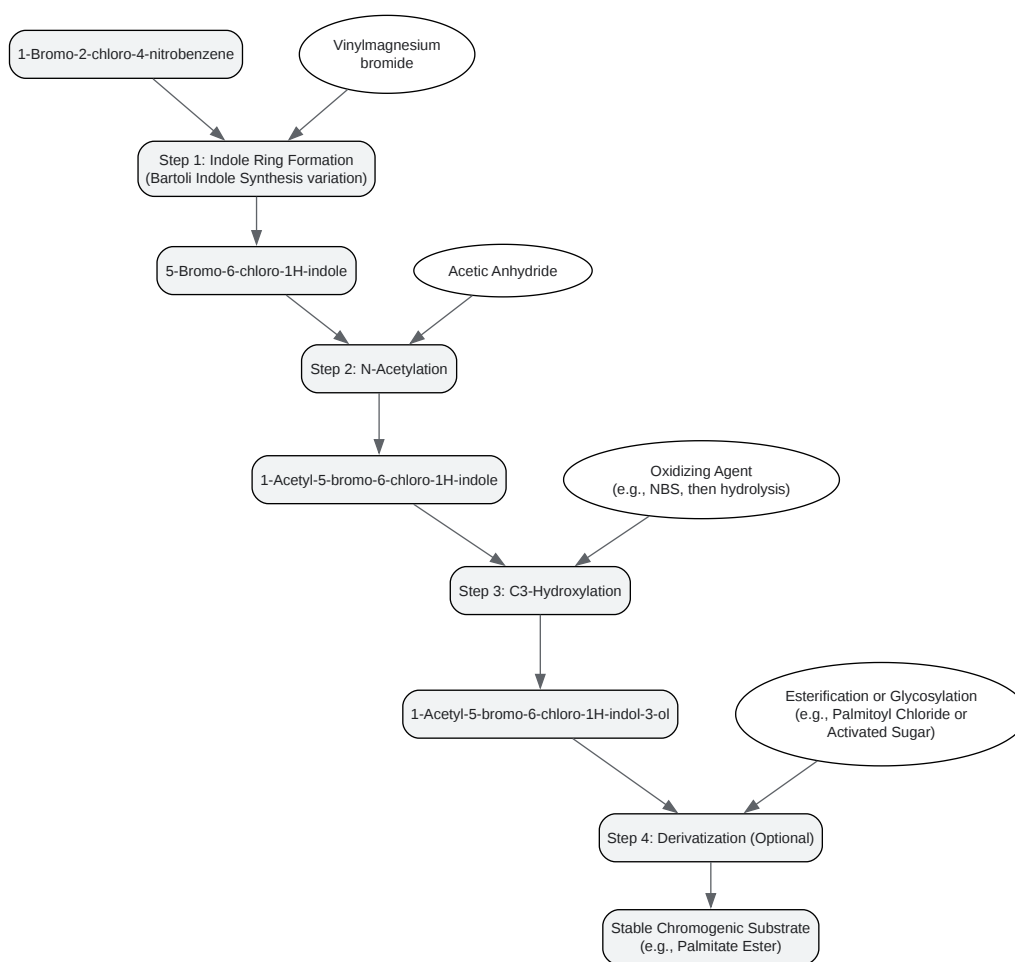 1-Bromo-2-chloro-4-nitrobenzene
Vinylmagnesium
bromide
Step 1: Indole Ring Formation
(Bartoli Indole Synthesis variation)
5-Bromo-6-chloro-1H-indole
Acetic Anhydride
Step 2: N-Acetylation
1-Acetyl-5-bromo-6-chloro-1H-indole
Oxidizing Agent
(e.g., NBS, then hydrolysis)
Step 3: C3-Hydroxylation
1-Acetyl-5-bromo-6-chloro-1H-indol-3-ol
Esterification or Glycosylation
(e.g., Palmitoyl Chloride or
Activated Sugar)
Step 4: Derivatization (Optional)
Stable Chromogenic Substrate
(e.g., Palmitate Ester)